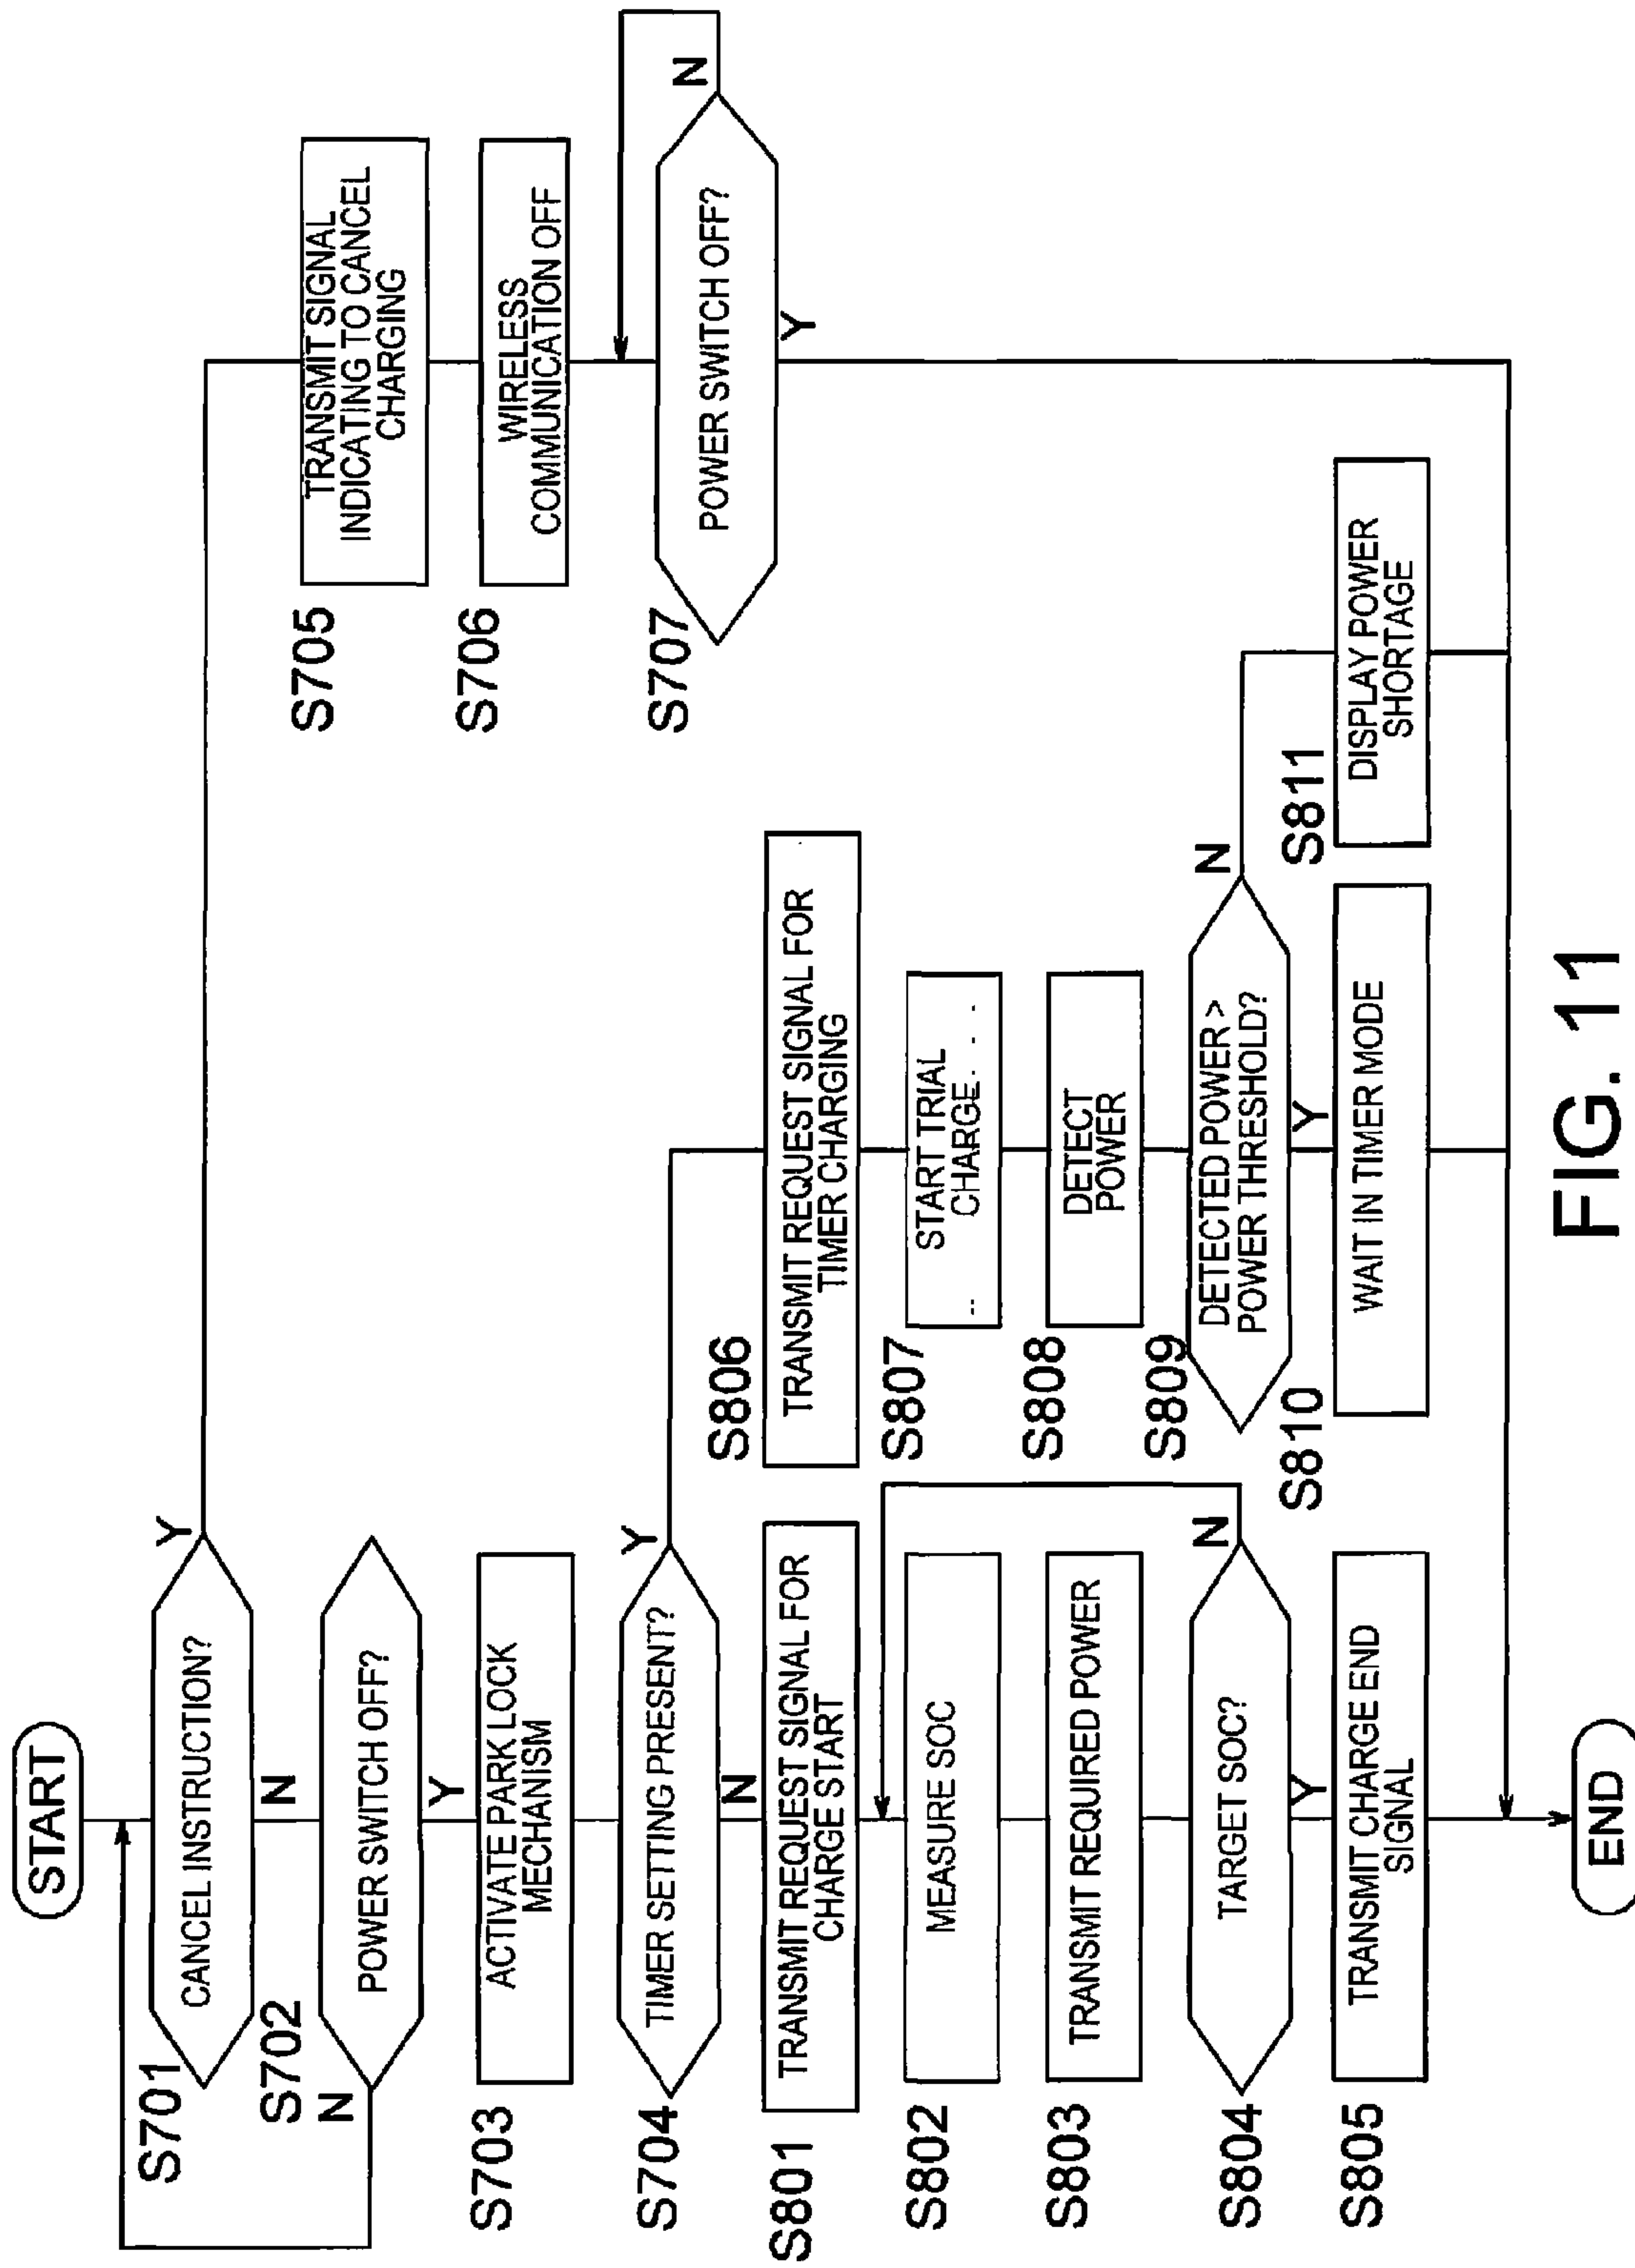 START
S701
CANCEL INSTRUCTION?
Y
N
S702
POWER SWITCH OFF?
N
Y
S703
ACTIVATE PARK LOCK
MECHANISM
S704
TIMER SETTING PRESENT?
Y
N
S801
TRANSMIT REQUEST SIGNAL FOR
CHARGE START
S802
MEASURE SOC
S803
TRANSMIT REQUIRED POWER
S804
TARGET SOC?
N
Y
S805
TRANSMIT CHARGE END
SIGNAL
END
S806
TRANSMIT REQUEST SIGNAL FOR
TIMER CHARGING
S807
START TRIAL
CHARGE
S808
DETECT
POWER
S809
DETECTED POWER >
POWER THRESHOLD?
N
Y
S810
WAIT IN TIMER MODE
S811
DISPLAY POWER
SHORTAGE
S705
TRANSMIT SIGNAL
INDICATING TO CANCEL
CHARGING
S706
WIRELESS
COMMUNICATION OFF
S707
POWER SWITCH OFF?
N
Y
FIG. 11